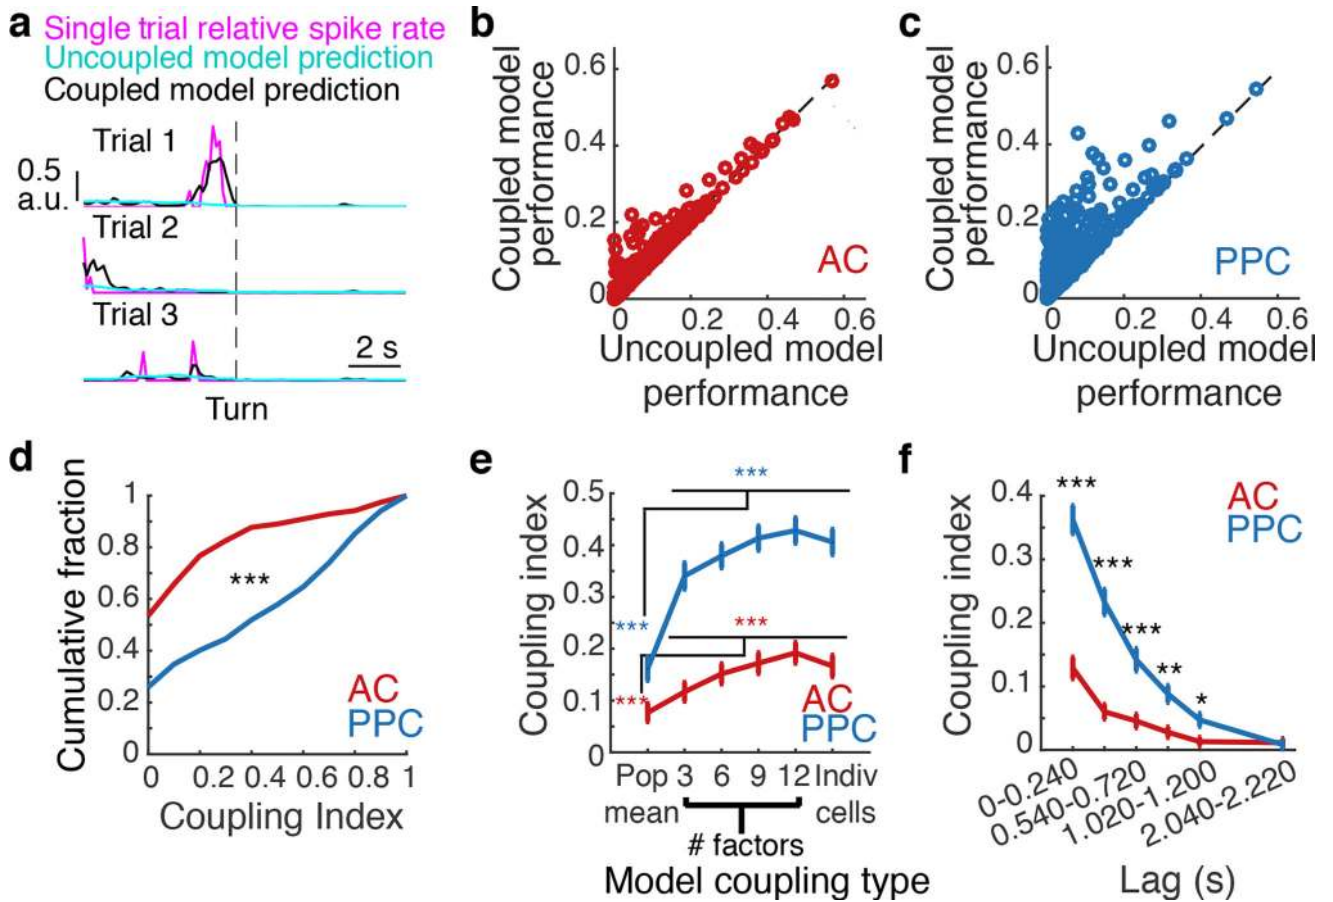 a
Single trial relative spike rate
Uncoupled model prediction
Coupled model prediction
Trial 1
0.5
a.u.
Trial 2
Trial 3
2 s
Turn
b
Coupled model
performance
0.6
0.4
0.2
0
AC
0 0.2 0.4 0.6
Uncoupled model
performance
c
Coupled model
performance
0.6
0.4
0.2
0
PPC
0 0.2 0.4 0.6
Uncoupled model
performance
d
Cumulative fraction
1
0.8
0.6
0.4
0.2
0
***
AC
PPC
0 0.2 0.4 0.6 0.8 1
Coupling Index
e
Coupling index
0.5
0.4
0.3
0.2
0.1
0
***
***
***
***
AC
PPC
Pop 3 6 9 12 Indiv
mean cells
# factors
Model coupling type
f
Coupling index
0.4
0.3
0.2
0.1
0
***
***
***
**
*
AC
PPC
0-0.240
0.540-0.720
1.020-1.200
2.040-2.220
Lag (s)